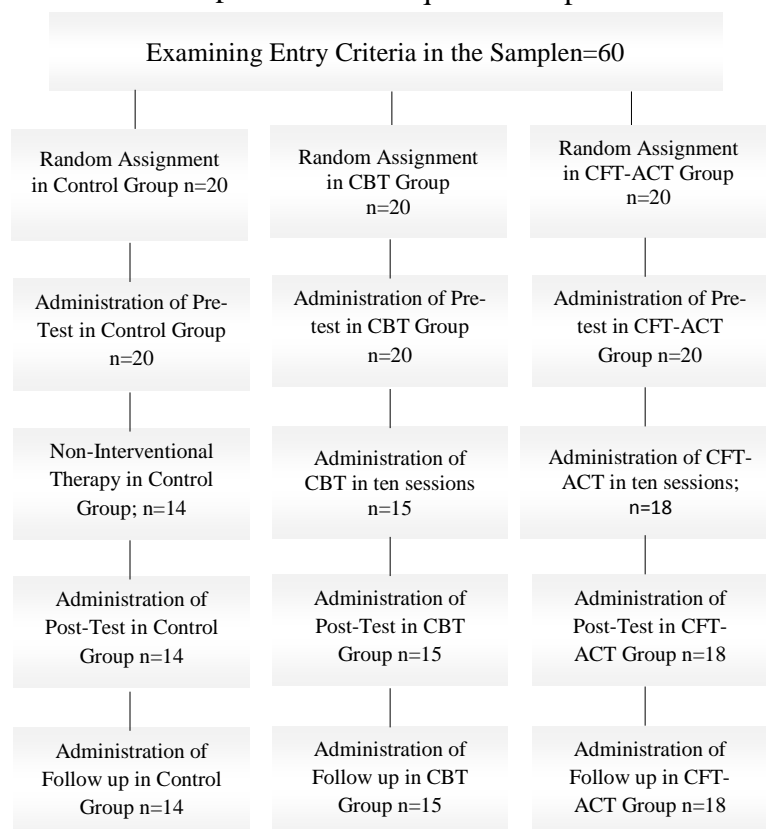 Examining Entry Criteria in the Samplen=60
Random Assignment
in Control Group n=20
Random Assignment
in CBT Group
n=20
Random Assignment
in CFT-ACT Group
n=20
Administration of Pre-
Test in Control Group
n=20
Administration of Pre-
test in CBT Group
n=20
Administration of Pre-
test in CFT-ACT
Group n=20
Non-Interventional
Therapy in Control
Group; n=14
Administration of
CBT in ten sessions
n=15
Administration of CFT-
ACT in ten sessions;
n=18
Administration of
Post-Test in Control
Group n=14
Administration of
Post-Test in CBT
Group n=15
Administration of
Post-Test in CFT-
ACT Group n=18
Administration of
Follow up in Control
Group n=14
Administration of
Follow up in CBT
Group n=15
Administration of
Follow up in CFT-
ACT Group n=18